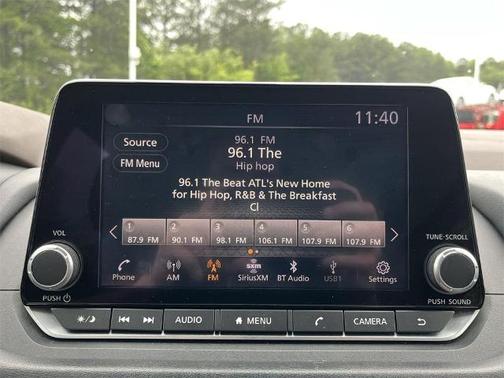 FM
11:40
Source
96.1 FM
FM Menu
96.1 The
Hip hop
96.1 The Beat ATL's New Home
for Hip Hop, R&B & The Breakfast
Cl
1 2 3 4 5 6
87.9 FM 90.1 FM 98.1 FM 106.1 FM 107.9 FM 107.9 FM
VOL
TUNE-SCROLL
Phone AM FM SiriusXM BT Audio USB1 Settings
sxm
PUSH
PUSH SOUND
AUDIO MENU CAMERA